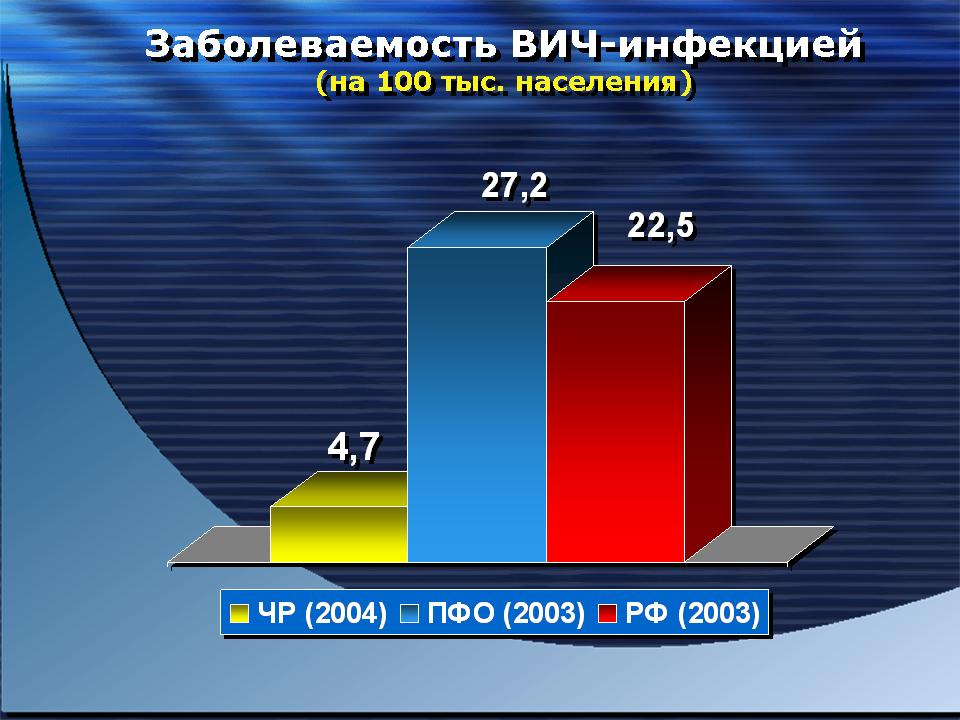 Заболеваемость ВИЧ-инфекцией
(на 100 тыс. населения)
27,2
22,5
4,7
ЧР (2004) ПФО (2003) РФ (2003)